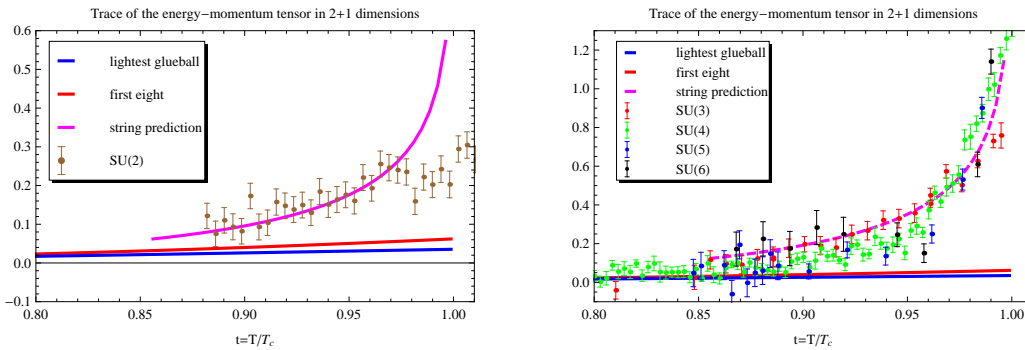 Trace of the energy-momentum tensor in 2+1 dimensions
0.6
0.5
0.4
0.3
0.2
0.1
0.0
-0.1
lightest glueball
first eight
string prediction
SU(2)
0.80
0.85
0.90
0.95
1.00
t=T/Tc
Trace of the energy-momentum tensor in 2+1 dimensions
1.2
1.0
0.8
0.6
0.4
0.2
0.0
lightest glueball
first eight
string prediction
SU(3)
SU(4)
SU(5)
SU(6)
0.80
0.85
0.90
0.95
1.00
t=T/Tc